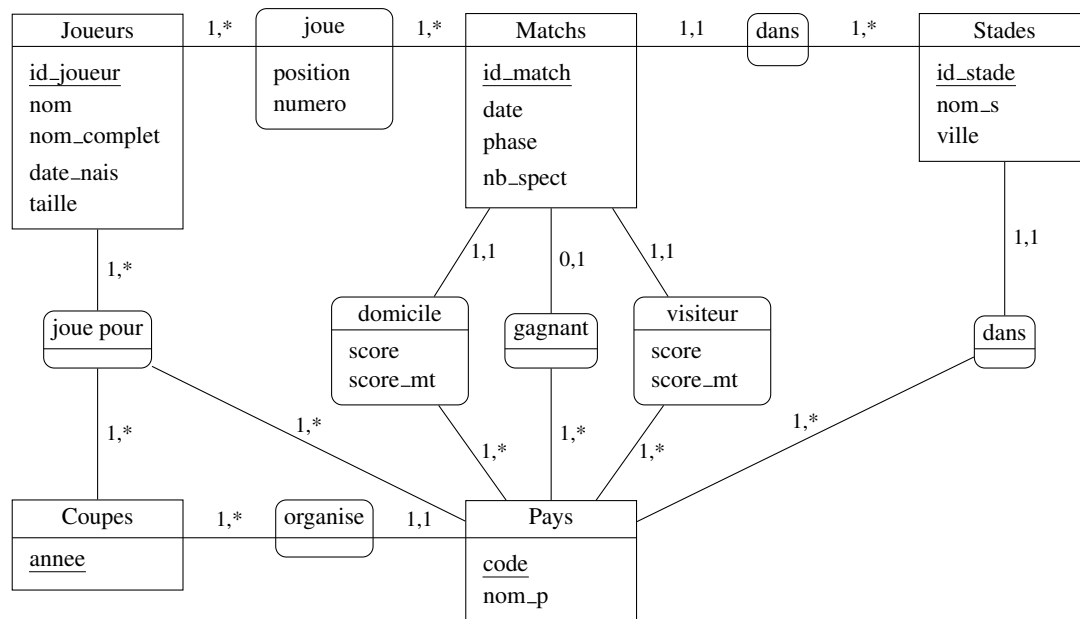 Joueurs
id_joueur
nom
nom_complet
date_nais
taille
1,*
joue
position
numero
1,*
Matchs
id_match
date
phase
nb_spect
1,1
dans
1,*
Stades
id_stade
nom_s
ville
1,*
1,1
0,1
1,1
1,1
joue pour
domicile
score
score_mt
gagnant
visiteur
score
score_mt
dans
1,*
1,*
1,*
1,*
1,*
1,*
Coupes
annee
1,*
organise
1,1
Pays
code
nom_p